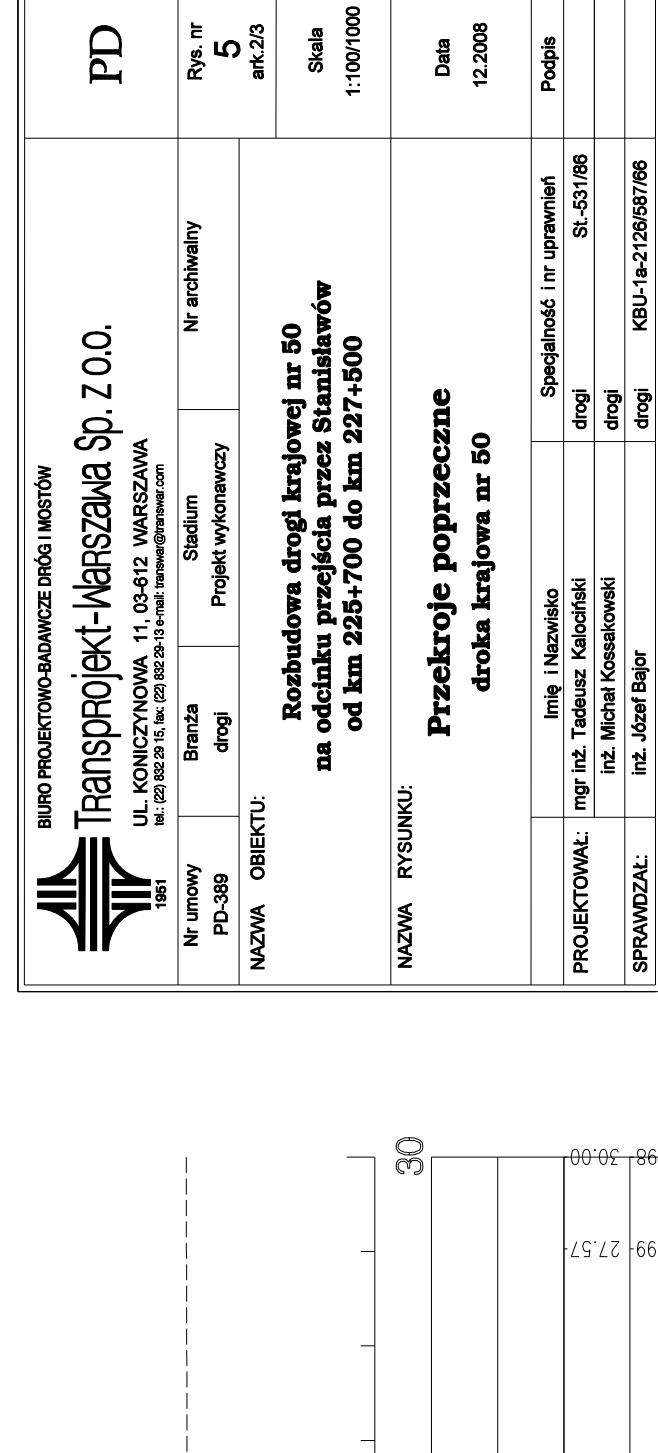 BIURO PROJEKTOWO-BADAWCZE DRÓG I MOSTÓW
TRANSPROJEKT-WARSZAWA Sp. z o.o.
UL. KONICZYNOWA 11, 03-612 WARSZAWA
tel.: (22) 832 29 15, fax: (22) 832 29-13 e-mail: transwar@transwar.com
1951
PD
Nr umowy
PD-389
Branża
drogi
Stadium
Projekt wykonawczy
Nr archiwalny
Rys. nr
5
ark.2/3
NAZWA OBIEKTU:
Rozbudowa drogi krajowej nr 50
na odcinku przejścia przez Stanisławów
od km 225+700 do km 227+500
Skala
1:100/1000
NAZWA RYSUNKU:
Przekroje poprzeczne
droka krajowa nr 50
Data
12.2008
Imię i Nazwisko
Specjalność i nr uprawnień
Podpis
PROJEKTOWAŁ:
mgr inż. Tadeusz Kalociński
drogi
St.-531/86
inż. Michał Kossakowski
drogi
SPRAWDZAŁ:
inż. Józef Bajor
drogi
KBU-1a-2126/587/66
30
30.00
27.57
98
99